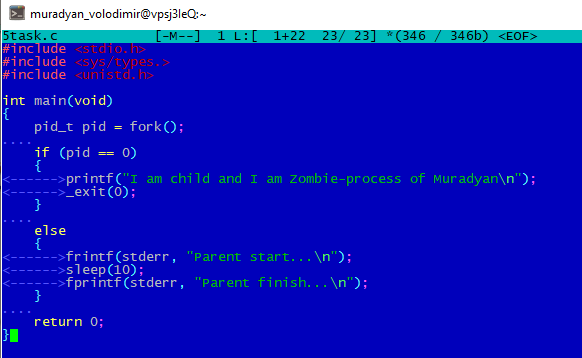 muradyan_volodimir@vpsj3leQ:~
5task.c [-M--] 1 L:[ 1+22 23/ 23] *(346 / 346b) <EOF>
#include <stdio.h>
#include <sys/types.>
#include <unistd.h>
int main(void)
{
pid_t pid = fork();
....
if (pid == 0)
{
<------>printf("I am child and I am Zombie-process of Muradyan\n");
<------>_exit(0);
}
....
else
{
<------>frintf(stderr, "Parent start...\n");
<------>sleep(10);
<------>fprintf(stderr, "Parent finish...\n");
}
....
return 0;
}